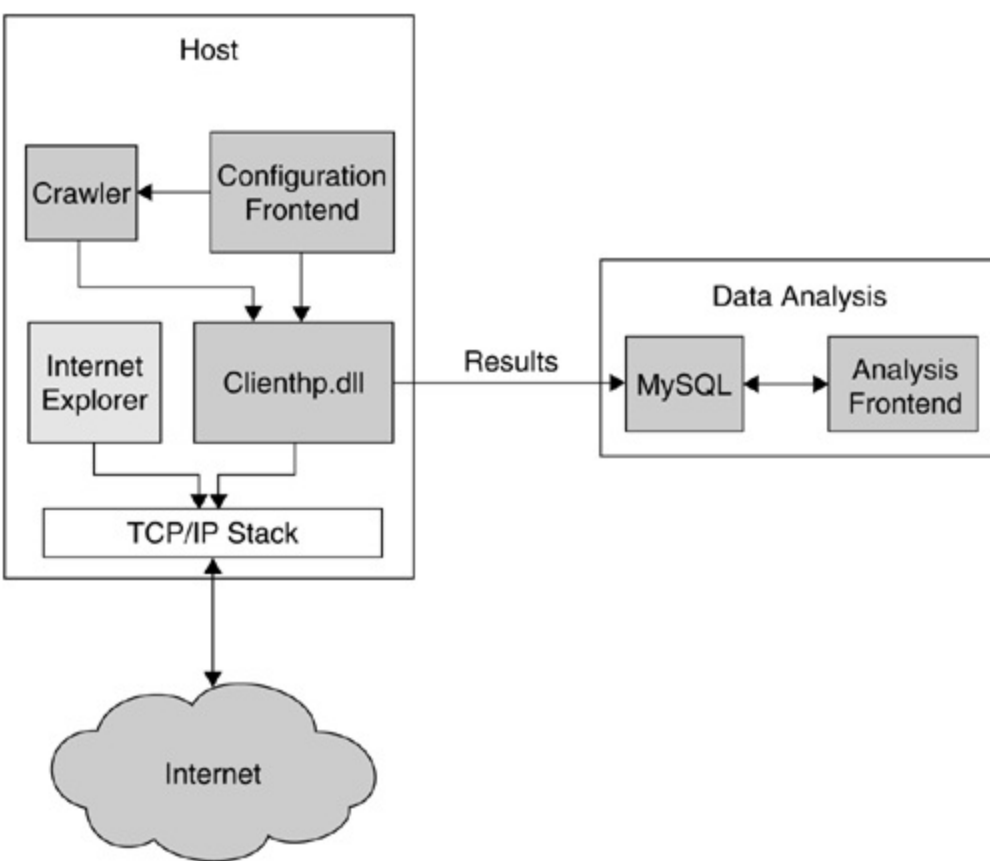 Host
Crawler
Configuration
Frontend
Internet
Explorer
Clienthp.dll
TCP/IP Stack
Internet
Results
Data Analysis
MySQL
Analysis
Frontend